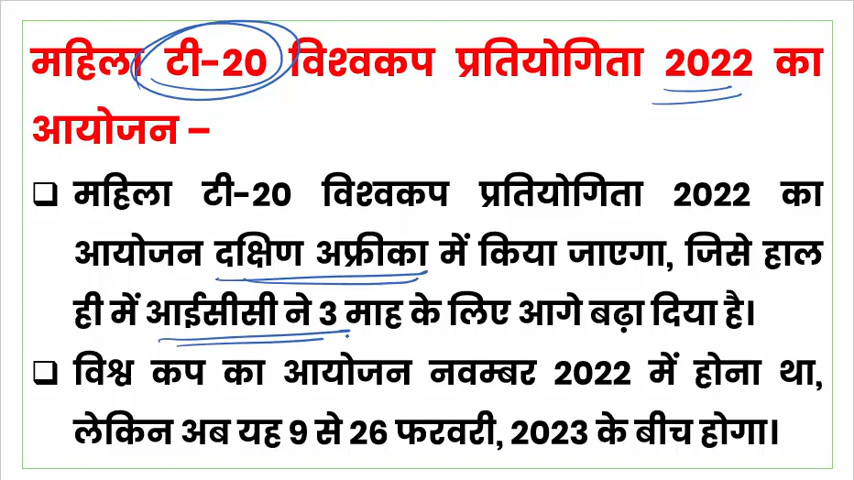 महिला टी-20 विश्वकप प्रतियोगिता 2022 का
आयोजन –
❑ महिला टी-20 विश्वकप प्रतियोगिता 2022 का
आयोजन दक्षिण अफ्रीका में किया जाएगा, जिसे हाल
ही में आईसीसी ने 3 माह के लिए आगे बढ़ा दिया है।
❑ विश्व कप का आयोजन नवम्बर 2022 में होना था,
लेकिन अब यह 9 से 26 फरवरी, 2023 के बीच होगा।